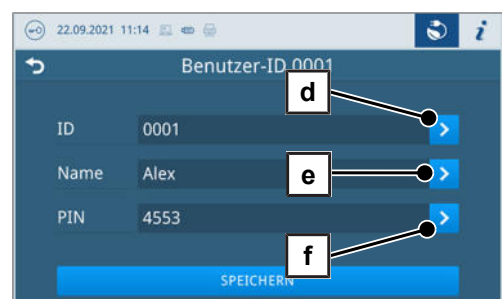 22.09.2021 11:14 i
Benutzer-ID 0001
d
ID 0001
Name Alex
e
PIN 4553
f
SPEICHERN